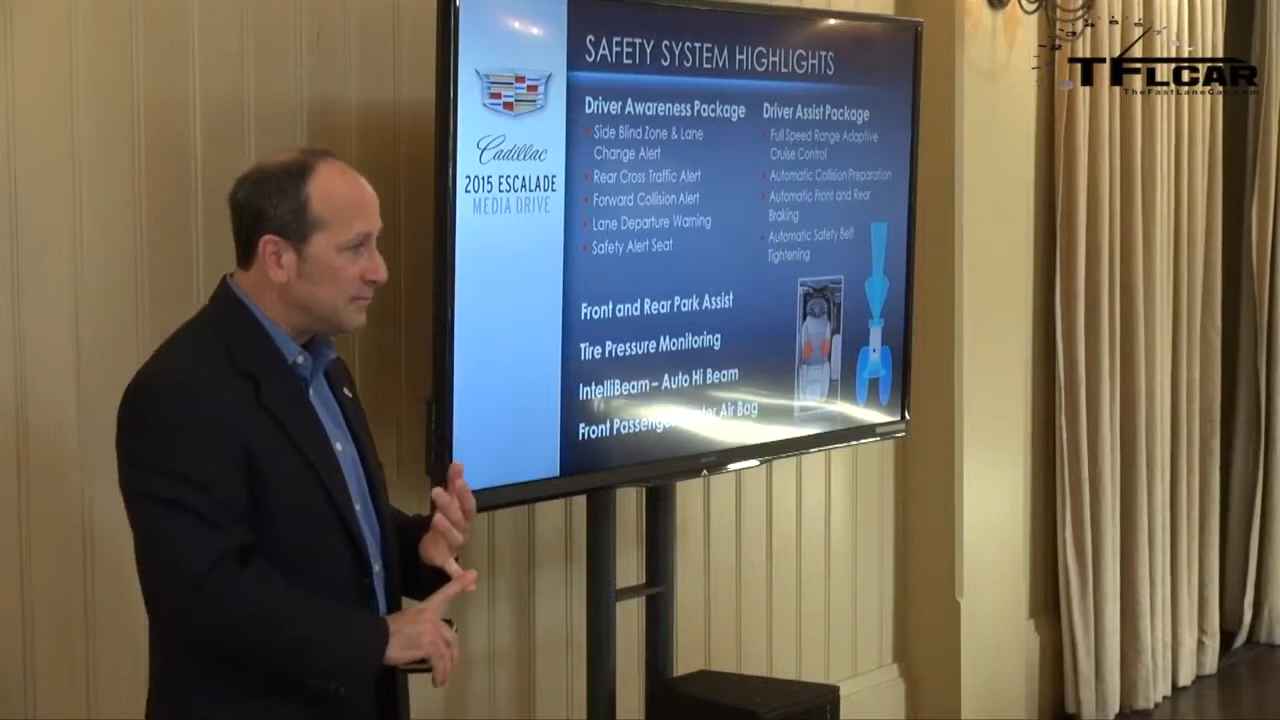 TFLCAR
TheFastLaneCar.com
SAFETY SYSTEM HIGHLIGHTS
Cadillac
2015 ESCALADE
MEDIA DRIVE
Driver Awareness Package
Side Blind Zone & Lane
Change Alert
Rear Cross Traffic Alert
Forward Collision Alert
Lane Departure Warning
Safety Alert Seat
Driver Assist Package
Full Speed Range Adaptive
Cruise Control
Automatic Collision Preparation
Automatic Front and Rear
Braking
Automatic Safety Belt
Tightening
Front and Rear Park Assist
Tire Pressure Monitoring
IntelliBeam – Auto Hi Beam
Front Passenger Air Bag